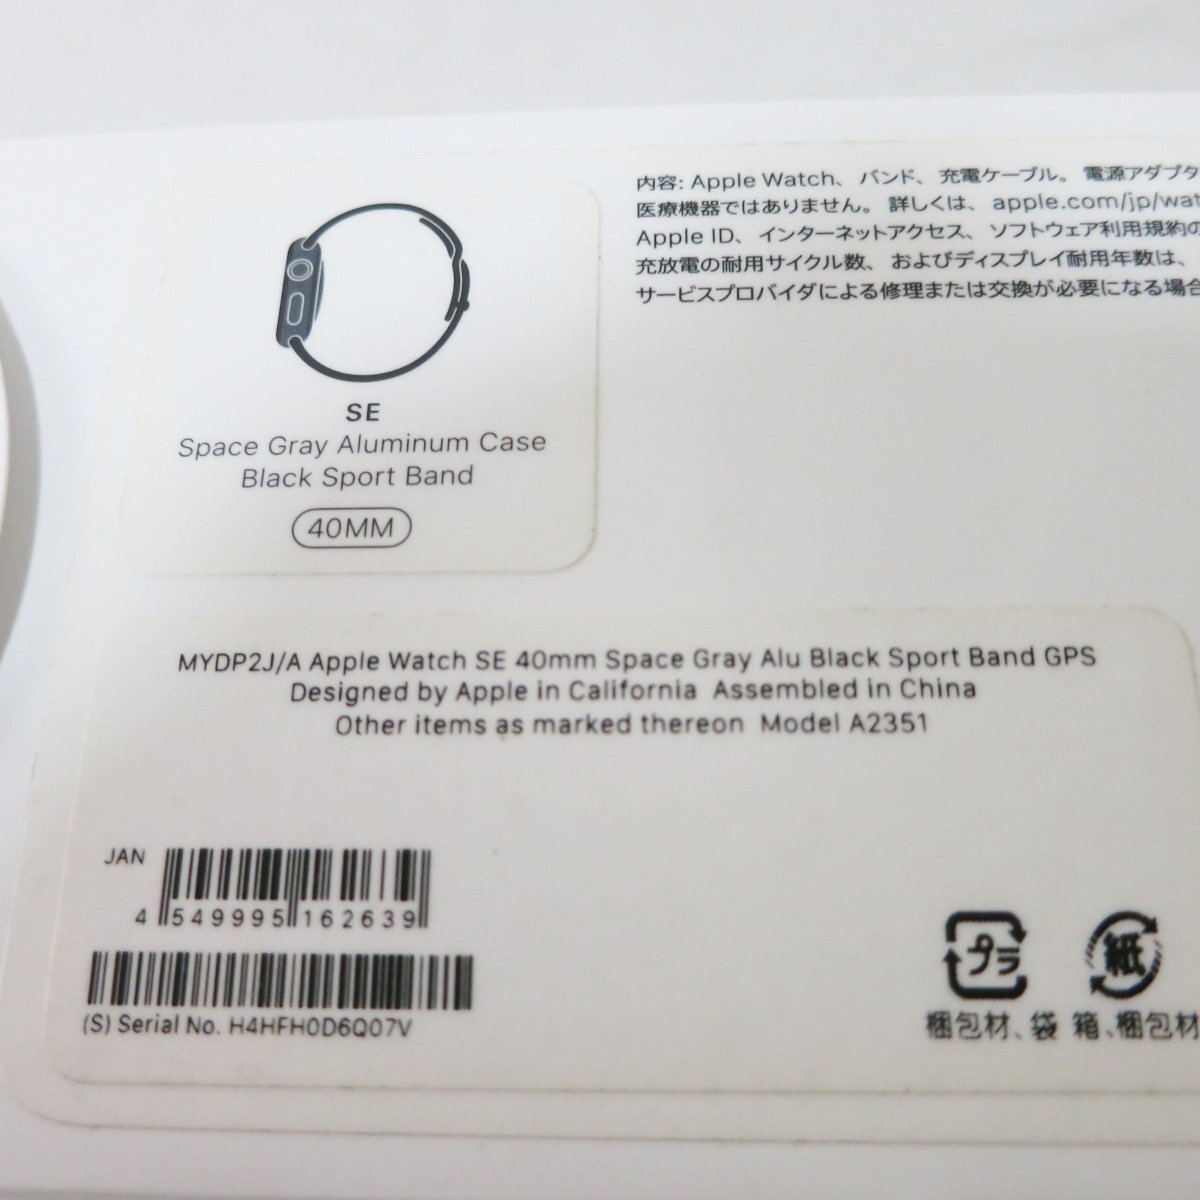 内容: Apple Watch、バンド、充電ケーブル。電源アダプタ
医療機器ではありません。詳しくは、apple.com/jp/wat
Apple ID、インターネットアクセス、ソフトウェア利用規約の
充放電の耐用サイクル数、およびディスプレイ耐用年数は、
サービスプロバイダによる修理または交換が必要になる場合
SE
Space Gray Aluminum Case
Black Sport Band
40MM
MYDP2J/A Apple Watch SE 40mm Space Gray Alu Black Sport Band GPS
Designed by Apple in California Assembled in China
Other items as marked thereon Model A2351
JAN
4 549995 162639
(S) Serial No. H4HFH0D6Q07V
プラ
紙
梱包材、袋 箱、梱包材